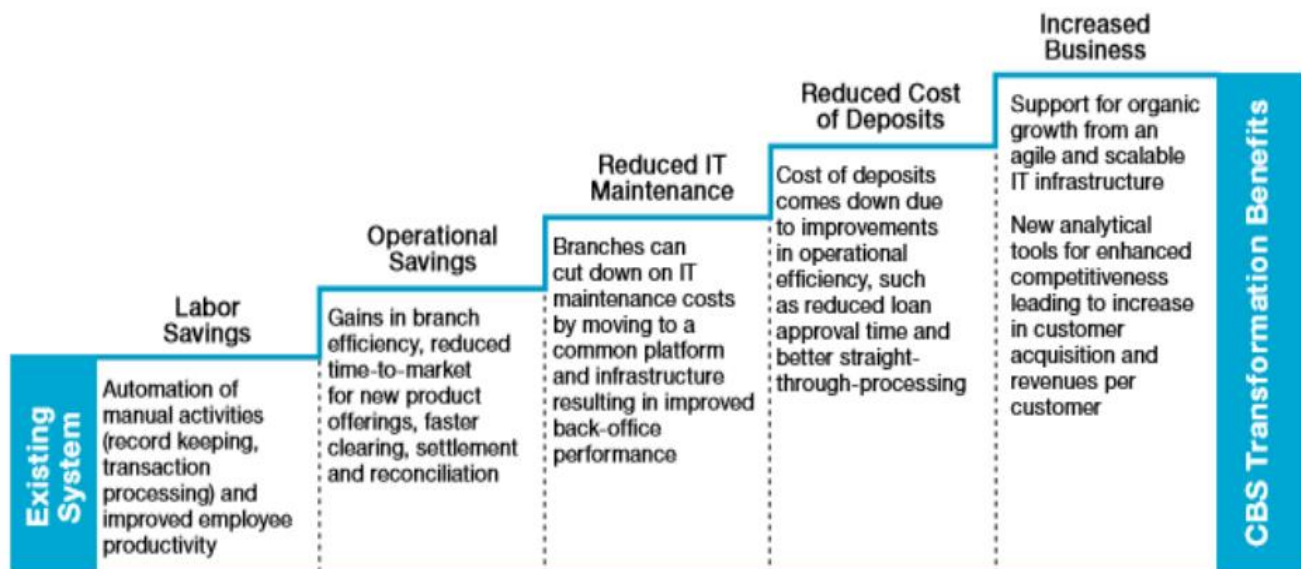 Existing
System
Labor
Savings
Automation of
manual activities
(record keeping,
transaction
processing) and
improved employee
productivity
Operational
Savings
Gains in branch
efficiency, reduced
time-to-market
for new product
offerings, faster
clearing, settlement
and reconciliation
Reduced IT
Maintenance
Branches can
cut down on IT
maintenance costs
by moving to a
common platform
and infrastructure
resulting in improved
back-office
performance
Reduced Cost
of Deposits
Cost of deposits
comes down due
to improvements
in operational
efficiency, such
as reduced loan
approval time and
better straight-
through-processing
Increased
Business
Support for organic
growth from an
agile and scalable
IT infrastructure
New analytical
tools for enhanced
competitiveness
leading to increase
in customer
acquisition and
revenues per
customer
CBS Transformation Benefits